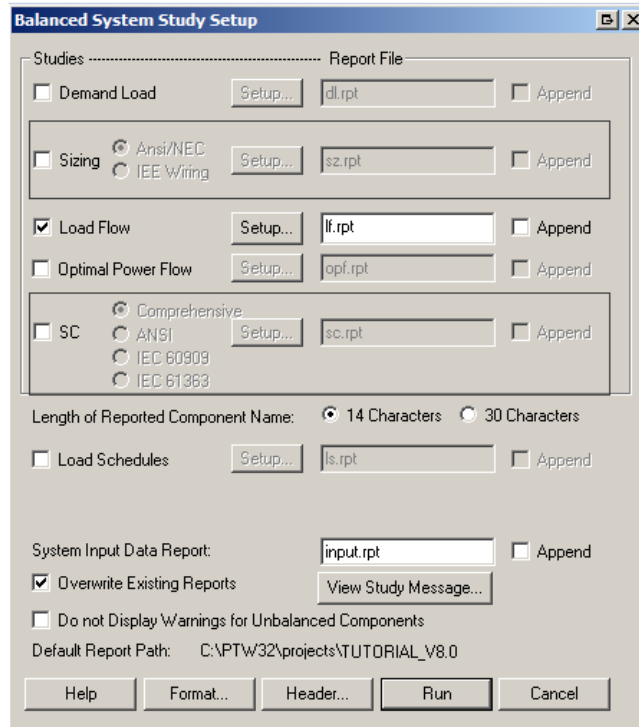 Balanced System Study Setup
Studies -------------------------------------------------- Report File
Demand Load Setup... dl.rpt Append
Sizing Ansi/NEC Setup... sz.rpt Append
IEE Wiring
Load Flow Setup... lf.rpt Append
Optimal Power Flow Setup... opf.rpt Append
Comprehensive
SC ANSI Setup... sc.rpt Append
IEC 60909
IEC 61363
Length of Reported Component Name: 14 Characters 30 Characters
Load Schedules Setup... ls.rpt Append
System Input Data Report: input.rpt Append
Overwrite Existing Reports View Study Message...
Do not Display Warnings for Unbalanced Components
Default Report Path: C:\PTW32\projects\TUTORIAL_V8.0
Help Format... Header... Run Cancel